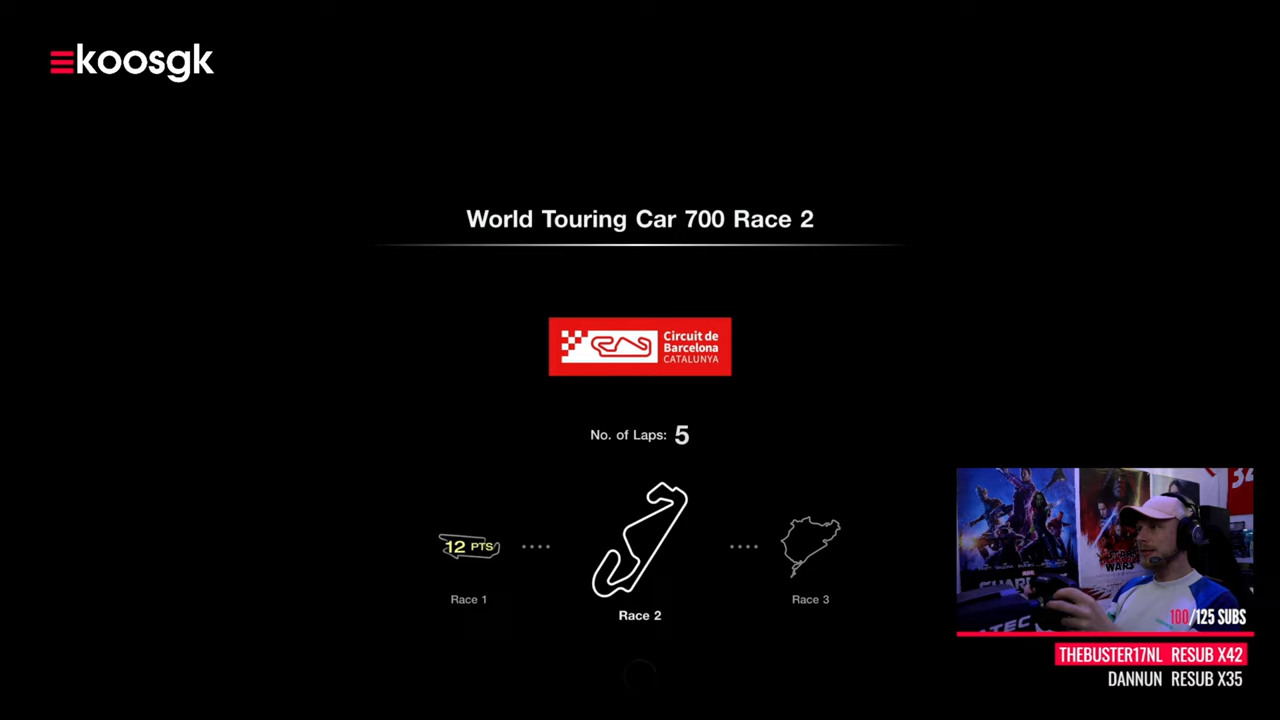 koosgk
World Touring Car 700 Race 2
Circuit de
Barcelona
CATALUNYA
No. of Laps: 5
12 PTS
Race 1
Race 2
Race 3
WARS
100/125 SUBS
THEBUSTER17NL RESUB X42
DANNUN RESUB X35